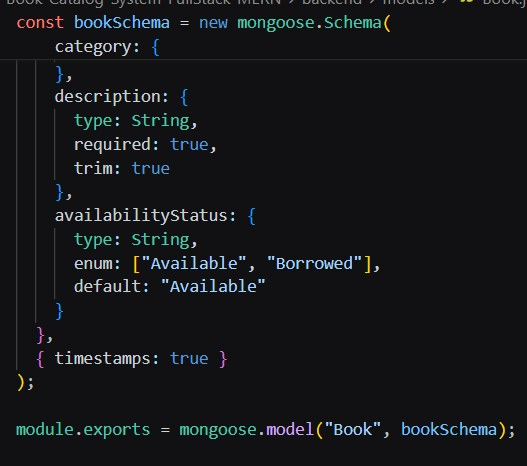 Book-Catalog-System-FullStack-MERN > backend > models > Book.j
const bookSchema = new mongoose.Schema(
category: {
},
description: {
type: String,
required: true,
trim: true
},
availabilityStatus: {
type: String,
enum: ["Available", "Borrowed"],
default: "Available"
}
},
{ timestamps: true }
);
module.exports = mongoose.model("Book", bookSchema);